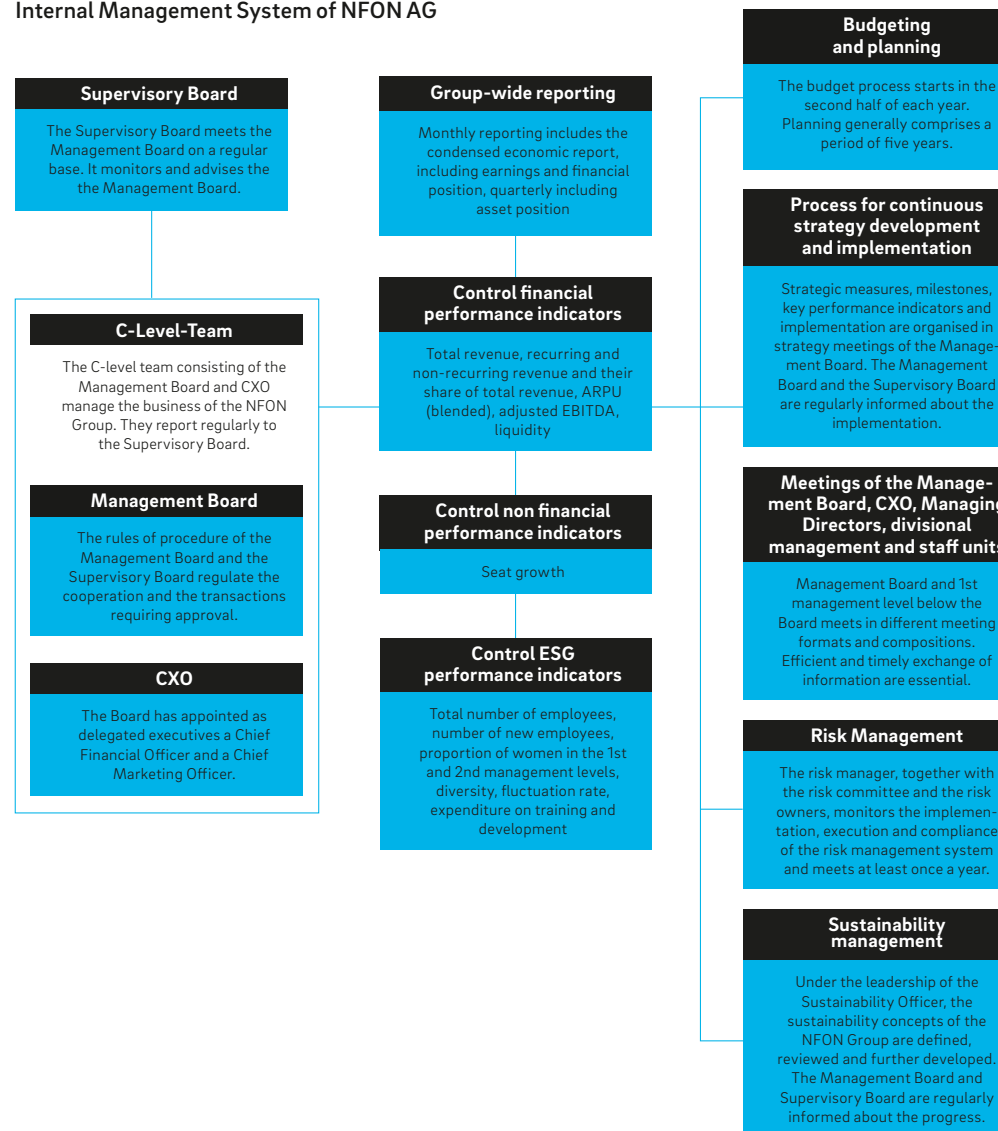 Internal Management System of NFON AG
Supervisory Board
The Supervisory Board meets the
Management Board on a regular
base. It monitors and advises the
the Management Board.
C-Level-Team
The C-level team consisting of the
Management Board and CXO
manage the business of the NFON
Group. They report regularly to
the Supervisory Board.
Management Board
The rules of procedure of the
Management Board and the
Supervisory Board regulate the
cooperation and the transactions
requiring approval.
CXO
The Board has appointed as
delegated executives a Chief
Financial Officer and a Chief
Marketing Officer.
Group-wide reporting
Monthly reporting includes the
condensed economic report,
including earnings and financial
position, quarterly including
asset position
Control financial
performance indicators
Total revenue, recurring and
non-recurring revenue and their
share of total revenue, ARPU
(blended), adjusted EBITDA,
liquidity
Control non financial
performance indicators
Seat growth
Control ESG
performance indicators
Total number of employees,
number of new employees,
proportion of women in the 1st
and 2nd management levels,
diversity, fluctuation rate,
expenditure on training and
development
Budgeting
and planning
The budget process starts in the
second half of each year.
Planning generally comprises a
period of five years.
Process for continuous
strategy development
and implementation
Strategic measures, milestones,
key performance indicators and
implementation are organised in
strategy meetings of the Manage-
ment Board. The Management
Board and the Supervisory Board
are regularly informed about the
implementation.
Meetings of the Manage-
ment Board, CXO, Managing
Directors, divisional
management and staff units
Management Board and 1st
management level below the
Board meets in different meeting
formats and compositions.
Efficient and timely exchange of
information are essential.
Risk Management
The risk manager, together with
the risk committee and the risk
owners, monitors the implemen-
tation, execution and compliance
of the risk management system
and meets at least once a year.
Sustainability
management
Under the leadership of the
Sustainability Officer, the
sustainability concepts of the
NFON Group are defined,
reviewed and further developed.
The Management Board and
Supervisory Board are regularly
informed about the progress.